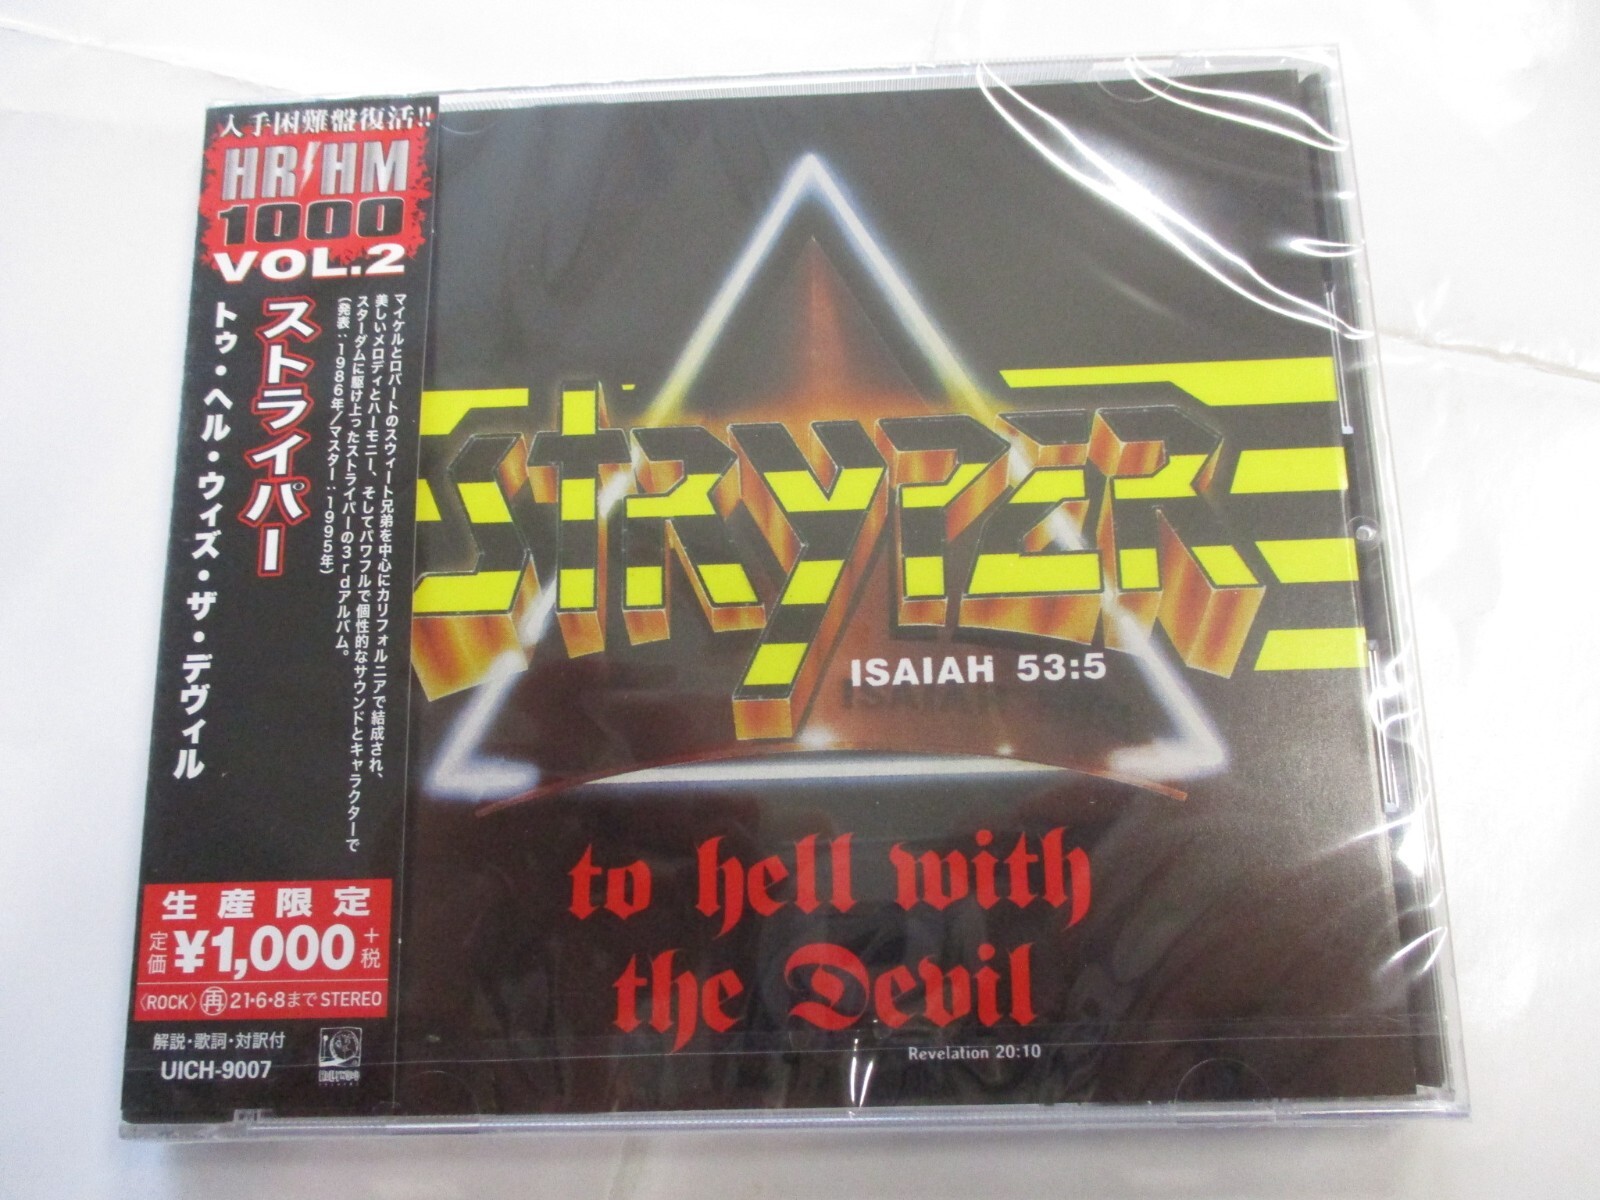 入手困難盤復活!!
HR/HM
1000
VOL.2
ストライパー
トゥ・ヘル・ウィズ・ザ・デヴィル
マイケルとロバートのスウィート兄弟を中心にカリフォルニアで結成され、
美しいメロディとハーモニー、そしてパワフルで個性的なサウンドとキャラクターで
スターダムに駆け上ったストライパーの3rdアルバム。
(発表:1986年/マスター:1995年)
生産限定
定価 ¥1,000 +税
〈ROCK〉 再 21・6・8まで STEREO
解説・歌詞・対訳付
UICH-9007
STRYPER
ISAIAH 53:5
to hell with
the Devil
Revelation 20:10